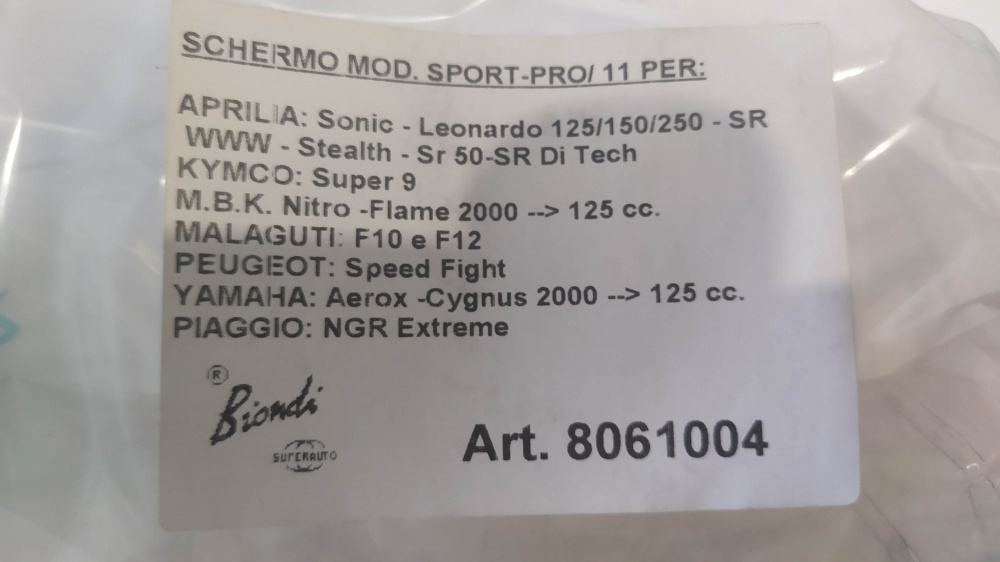 SCHERMO MOD. SPORT-PRO/ 11 PER:
APRILIA: Sonic - Leonardo 125/150/250 - SR
WWW - Stealth - Sr 50-SR Di Tech
KYMCO: Super 9
M.B.K. Nitro -Flame 2000 --> 125 cc.
MALAGUTI: F10 e F12
PEUGEOT: Speed Fight
YAMAHA: Aerox -Cygnus 2000 --> 125 cc.
PIAGGIO: NGR Extreme
®
Biondi
SUPERAUTO
Art. 8061004